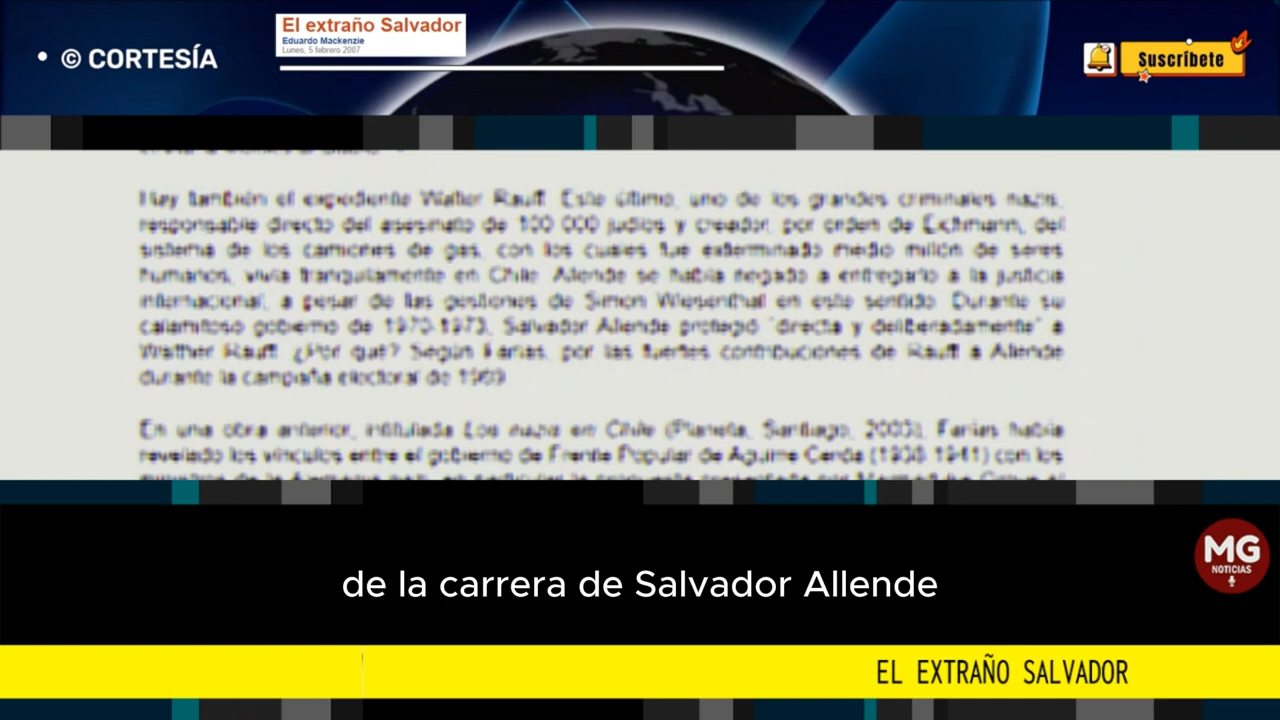 • © CORTESÍA
El extraño Salvador
Eduardo Mackenzie
Lunes, 5 febrero 2007
Suscríbete
Hay también el expediente Walter Rauff. Este último, uno de los grandes criminales nazis,
responsable directo del asesinato de 100 000 judíos y creador, por orden de Eichmann, del
sistema de los camiones de gas, con los cuales fue exterminado medio millón de seres
humanos, vivía tranquilamente en Chile. Allende se había negado a entregarlo a la justicia
internacional, a pesar de las gestiones de Simon Wiesenthal en este sentido. Durante su
calamitoso gobierno de 1970-1973, Salvador Allende protegió "directa y deliberadamente" a
Walther Rauff. ¿Por qué? Según Farías, por las fuertes contribuciones de Rauff a Allende
durante la campaña electoral de 1969
En una obra anterior, intitulada Los nazis en Chile (Planeta, Santiago, 2003), Farías había
revelado los vínculos entre el gobierno de Frente Popular de Aguirre Cerda (1938 1941) con los
de la carrera de Salvador Allende
MG
NOTICIAS
EL EXTRAÑO SALVADOR